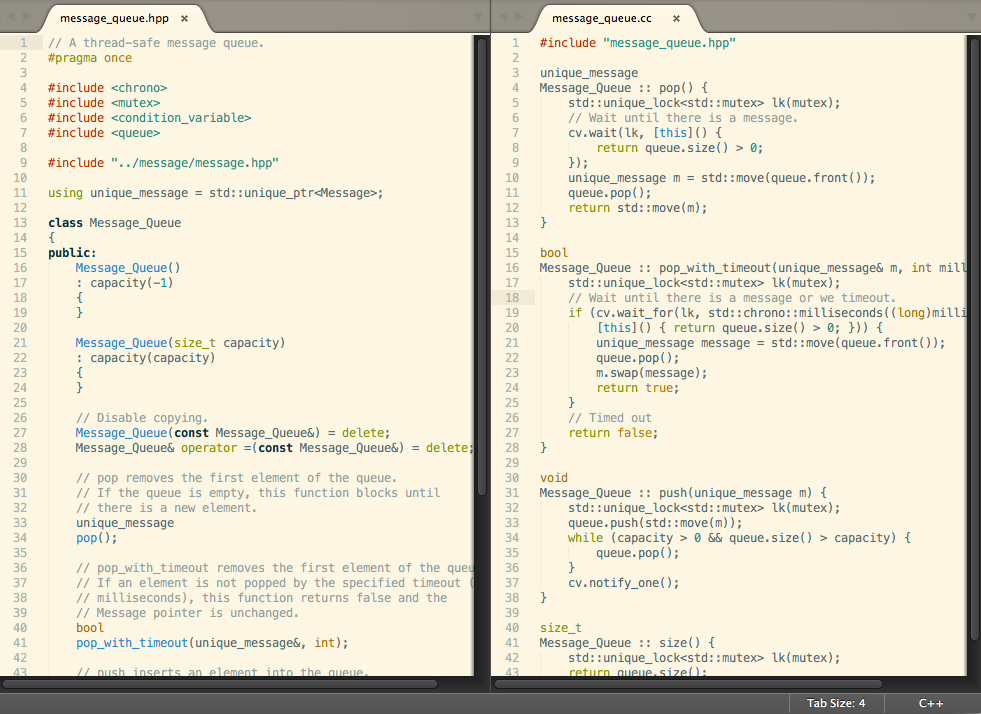 message_queue.hpp ×
1 // A thread-safe message queue.
2 #pragma once
3
4 #include <chrono>
5 #include <mutex>
6 #include <condition_variable>
7 #include <queue>
8
9 #include "../message/message.hpp"
10
11 using unique_message = std::unique_ptr<Message>;
12
13 class Message_Queue
14 {
15 public:
16     Message_Queue()
17     : capacity(-1)
18     {
19     }
20
21     Message_Queue(size_t capacity)
22     : capacity(capacity)
23     {
24     }
25
26     // Disable copying.
27     Message_Queue(const Message_Queue&) = delete;
28     Message_Queue& operator =(const Message_Queue&) = delete;
29
30     // pop removes the first element of the queue.
31     // If the queue is empty, this function blocks until
32     // there is a new element.
33     unique_message
34     pop();
35
36     // pop_with_timeout removes the first element of the queu
37     // If an element is not popped by the specified timeout (
38     // milliseconds), this function returns false and the
39     // Message pointer is unchanged.
40     bool
41     pop_with_timeout(unique_message&, int);
42
43     // push inserts an element into the queue.
message_queue.cc ×
1 #include "message_queue.hpp"
2
3 unique_message
4 Message_Queue :: pop() {
5     std::unique_lock<std::mutex> lk(mutex);
6     // Wait until there is a message.
7     cv.wait(lk, [this]() {
8         return queue.size() > 0;
9     });
10     unique_message m = std::move(queue.front());
11     queue.pop();
12     return std::move(m);
13 }
14
15 bool
16 Message_Queue :: pop_with_timeout(unique_message& m, int mill
17     std::unique_lock<std::mutex> lk(mutex);
18     // Wait until there is a message or we timeout.
19     if (cv.wait_for(lk, std::chrono::milliseconds((long)milli
20         [this]() { return queue.size() > 0; })) {
21         unique_message message = std::move(queue.front());
22         queue.pop();
23         m.swap(message);
24         return true;
25     }
26     // Timed out
27     return false;
28 }
29
30 void
31 Message_Queue :: push(unique_message m) {
32     std::unique_lock<std::mutex> lk(mutex);
33     queue.push(std::move(m));
34     while (capacity > 0 && queue.size() > capacity) {
35         queue.pop();
36     }
37     cv.notify_one();
38 }
39
40 size_t
41 Message_Queue :: size() {
42     std::unique_lock<std::mutex> lk(mutex);
43     return queue.size();
Tab Size: 4
C++